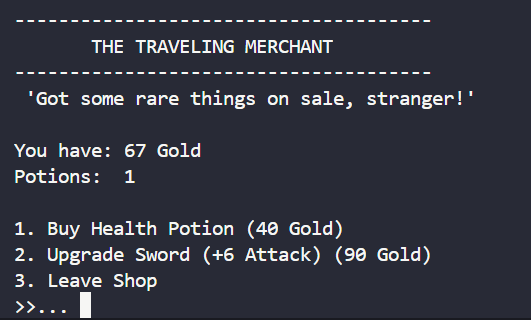 --------------------------------------
THE TRAVELING MERCHANT
--------------------------------------
'Got some rare things on sale, stranger!'
You have: 67 Gold
Potions:  1
1. Buy Health Potion (40 Gold)
2. Upgrade Sword (+6 Attack) (90 Gold)
3. Leave Shop
>>...